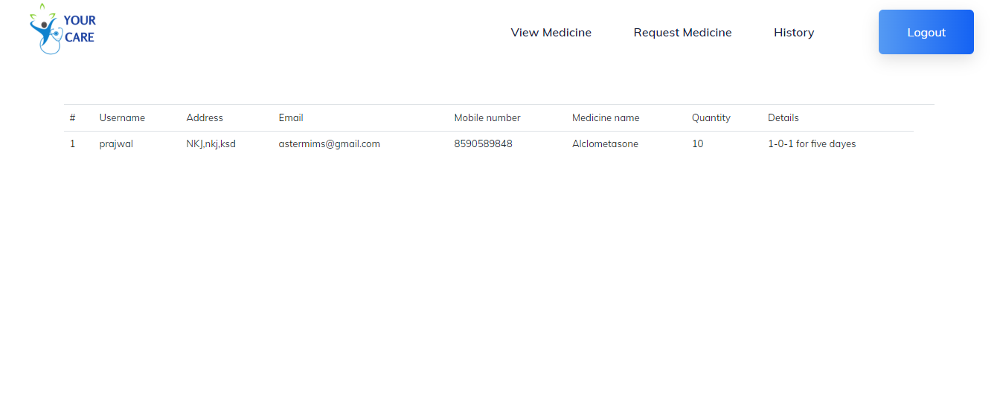 YOUR
CARE
View Medicine Request Medicine History Logout
# Username Address Email Mobile number Medicine name Quantity Details
1 prajwal NKJ,nkj,ksd astermims@gmail.com 8590589848 Alclometasone 10 1-0-1 for five dayes